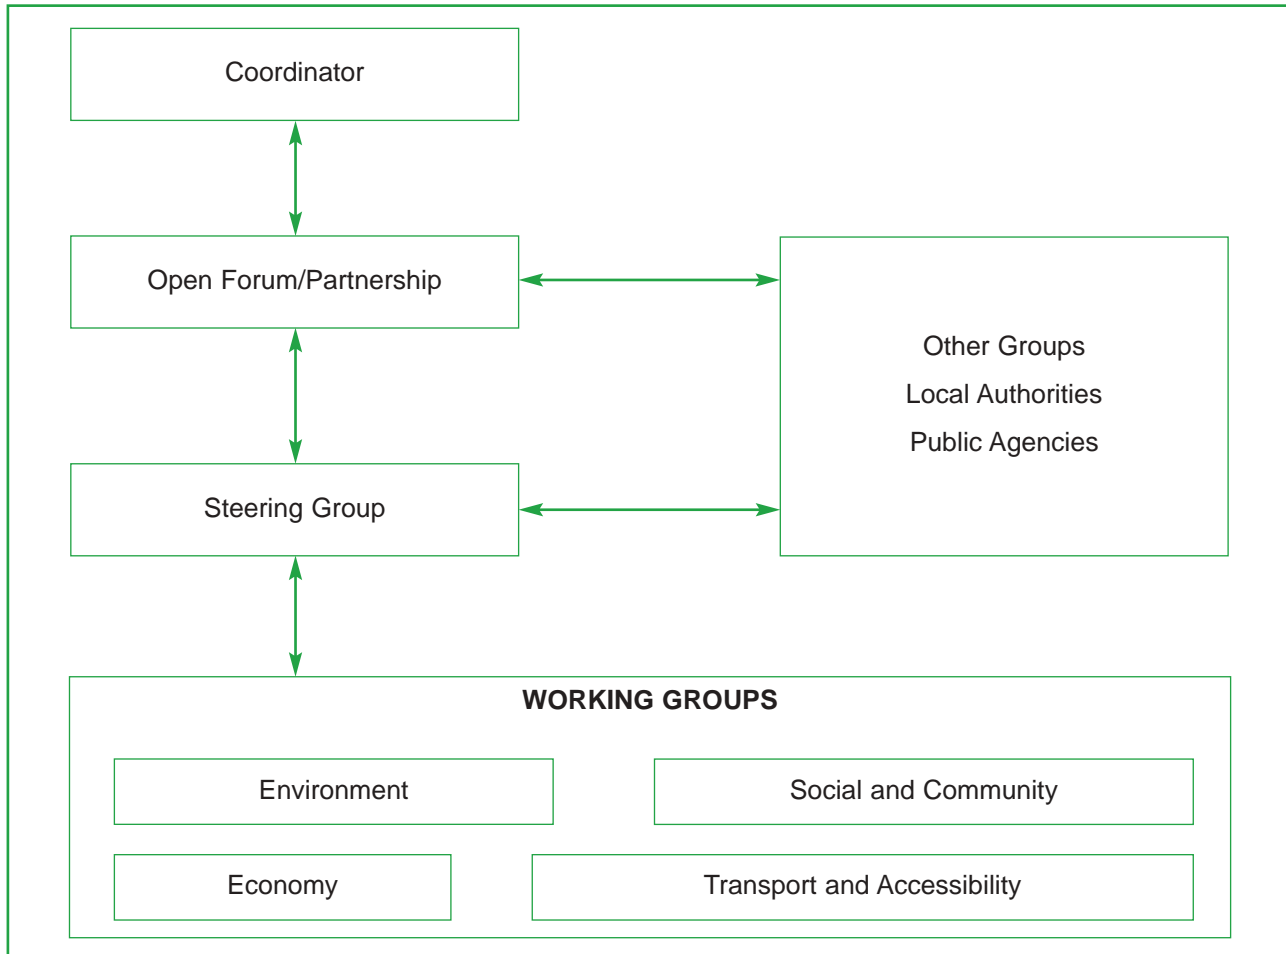 Coordinator
Open Forum/Partnership
Other Groups
Local Authorities
Public Agencies
Steering Group
WORKING GROUPS
Environment
Social and Community
Economy
Transport and Accessibility